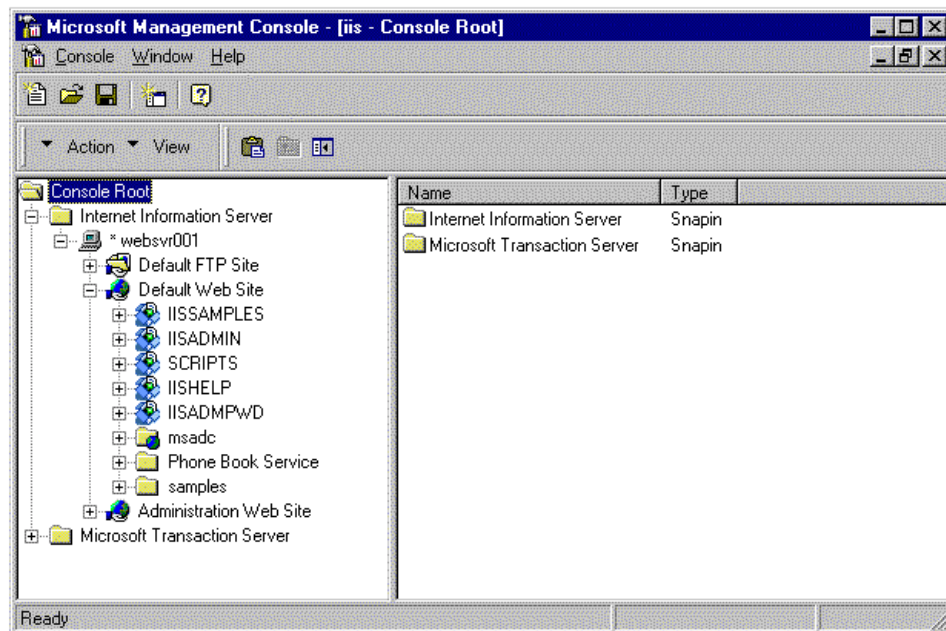 Microsoft Management Console - [iis - Console Root]
Console Window Help
Action View
Console Root
Internet Information Server
* websvr001
Default FTP Site
Default Web Site
IISSAMPLES
IISADMIN
SCRIPTS
IISHELP
IISADMPWD
msadc
Phone Book Service
samples
Administration Web Site
Microsoft Transaction Server
Name Type
Internet Information Server Snapin
Microsoft Transaction Server Snapin
Ready